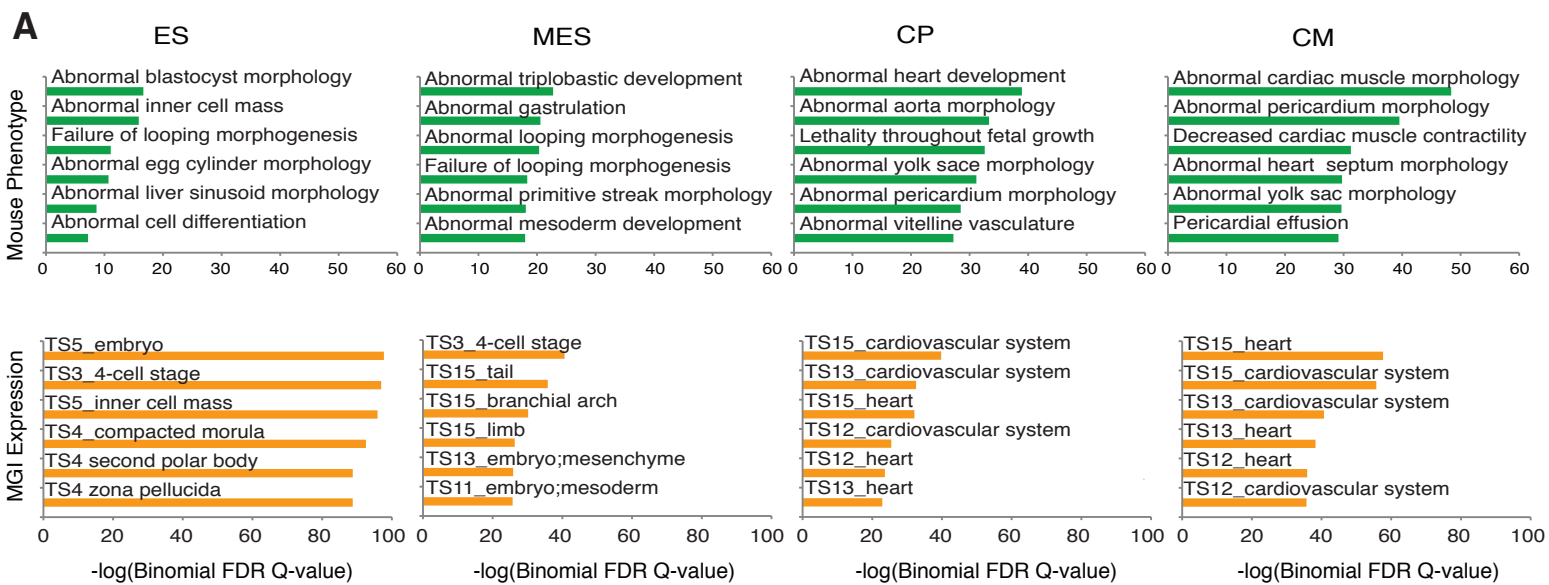 A
ES
MES
CP
CM
Mouse Phenotype
Abnormal blastocyst morphology
Abnormal inner cell mass
Failure of looping morphogenesis
Abnormal egg cylinder morphology
Abnormal liver sinusoid morphology
Abnormal cell differentiation
0 10 20 30 40 50 60
Abnormal triplobastic development
Abnormal gastrulation
Abnormal looping morphogenesis
Failure of looping morphogenesis
Abnormal primitive streak morphology
Abnormal mesoderm development
0 10 20 30 40 50 60
Abnormal heart development
Abnormal aorta morphology
Lethality throughout fetal growth
Abnormal yolk sace morphology
Abnormal pericardium morphology
Abnormal vitelline vasculature
0 10 20 30 40 50 60
Abnormal cardiac muscle morphology
Abnormal pericardium morphology
Decreased cardiac muscle contractility
Abnormal heart septum morphology
Abnormal yolk sac morphology
Pericardial effusion
0 10 20 30 40 50 60
MGI Expression
TS5_embryo
TS3_4-cell stage
TS5_inner cell mass
TS4_compacted morula
TS4 second polar body
TS4 zona pellucida
0 20 40 60 80 100
-log(Binomial FDR Q-value)
TS3_4-cell stage
TS15_tail
TS15_branchial arch
TS15_limb
TS13_embryo;mesenchyme
TS11_embryo;mesoderm
0 20 40 60 80 100
-log(Binomial FDR Q-value)
TS15_cardiovascular system
TS13_cardiovascular system
TS15_heart
TS12_cardiovascular system
TS12_heart
TS13_heart
0 20 40 60 80 100
-log(Binomial FDR Q-value)
TS15_heart
TS15_cardiovascular system
TS13_cardiovascular system
TS13_heart
TS12_heart
TS12_cardiovascular system
0 20 40 60 80 100
-log(Binomial FDR Q-value)